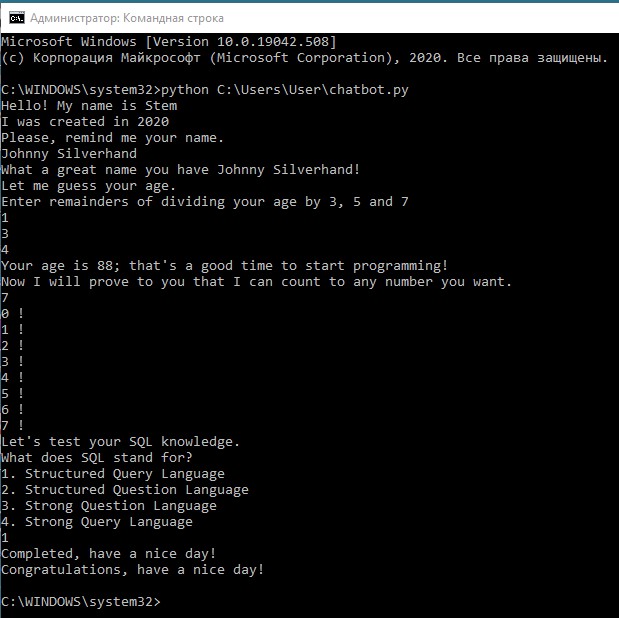 Администратор: Командная строка
Microsoft Windows [Version 10.0.19042.508]
(c) Корпорация Майкрософт (Microsoft Corporation), 2020. Все права защищены.
C:\WINDOWS\system32>python C:\Users\User\chatbot.py
Hello! My name is Stem
I was created in 2020
Please, remind me your name.
Johnny Silverhand
What a great name you have Johnny Silverhand!
Let me guess your age.
Enter remainders of dividing your age by 3, 5 and 7
1
3
4
Your age is 88; that's a good time to start programming!
Now I will prove to you that I can count to any number you want.
7
0 !
1 !
2 !
3 !
4 !
5 !
6 !
7 !
Let's test your SQL knowledge.
What does SQL stand for?
1. Structured Query Language
2. Structured Question Language
3. Strong Question Language
4. Strong Query Language
1
Completed, have a nice day!
Congratulations, have a nice day!
C:\WINDOWS\system32>